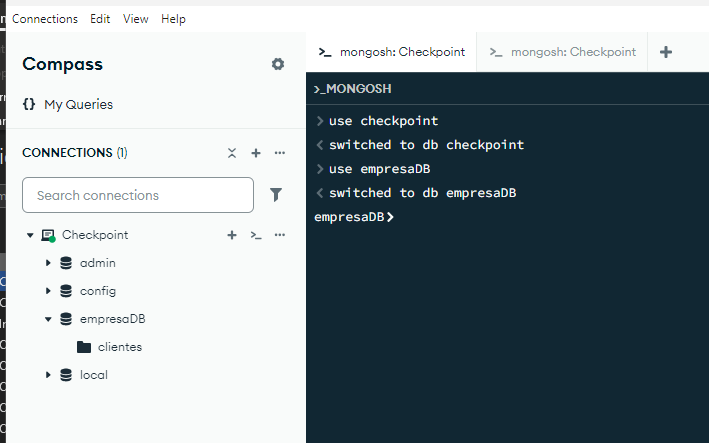 Connections Edit View Help
Compass
My Queries
CONNECTIONS (1)
Search connections
Checkpoint
admin
config
empresaDB
clientes
local
mongosh: Checkpoint
mongosh: Checkpoint
>_MONGOSH
> use checkpoint
< switched to db checkpoint
> use empresaDB
< switched to db empresaDB
empresaDB>